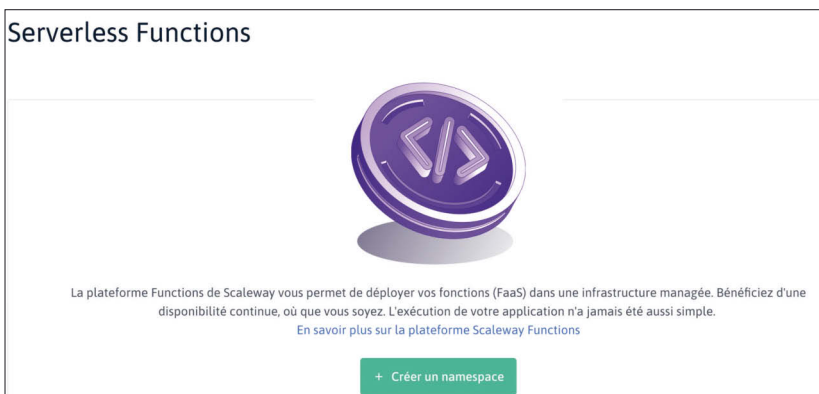 Serverless Functions
La plateforme Functions de Scaleway vous permet de déployer vos fonctions (FaaS) dans une infrastructure managée. Bénéficiez d'une
disponibilité continue, où que vous soyez. L'exécution de votre application n'a jamais été aussi simple.
En savoir plus sur la plateforme Scaleway Functions
+ Créer un namespace